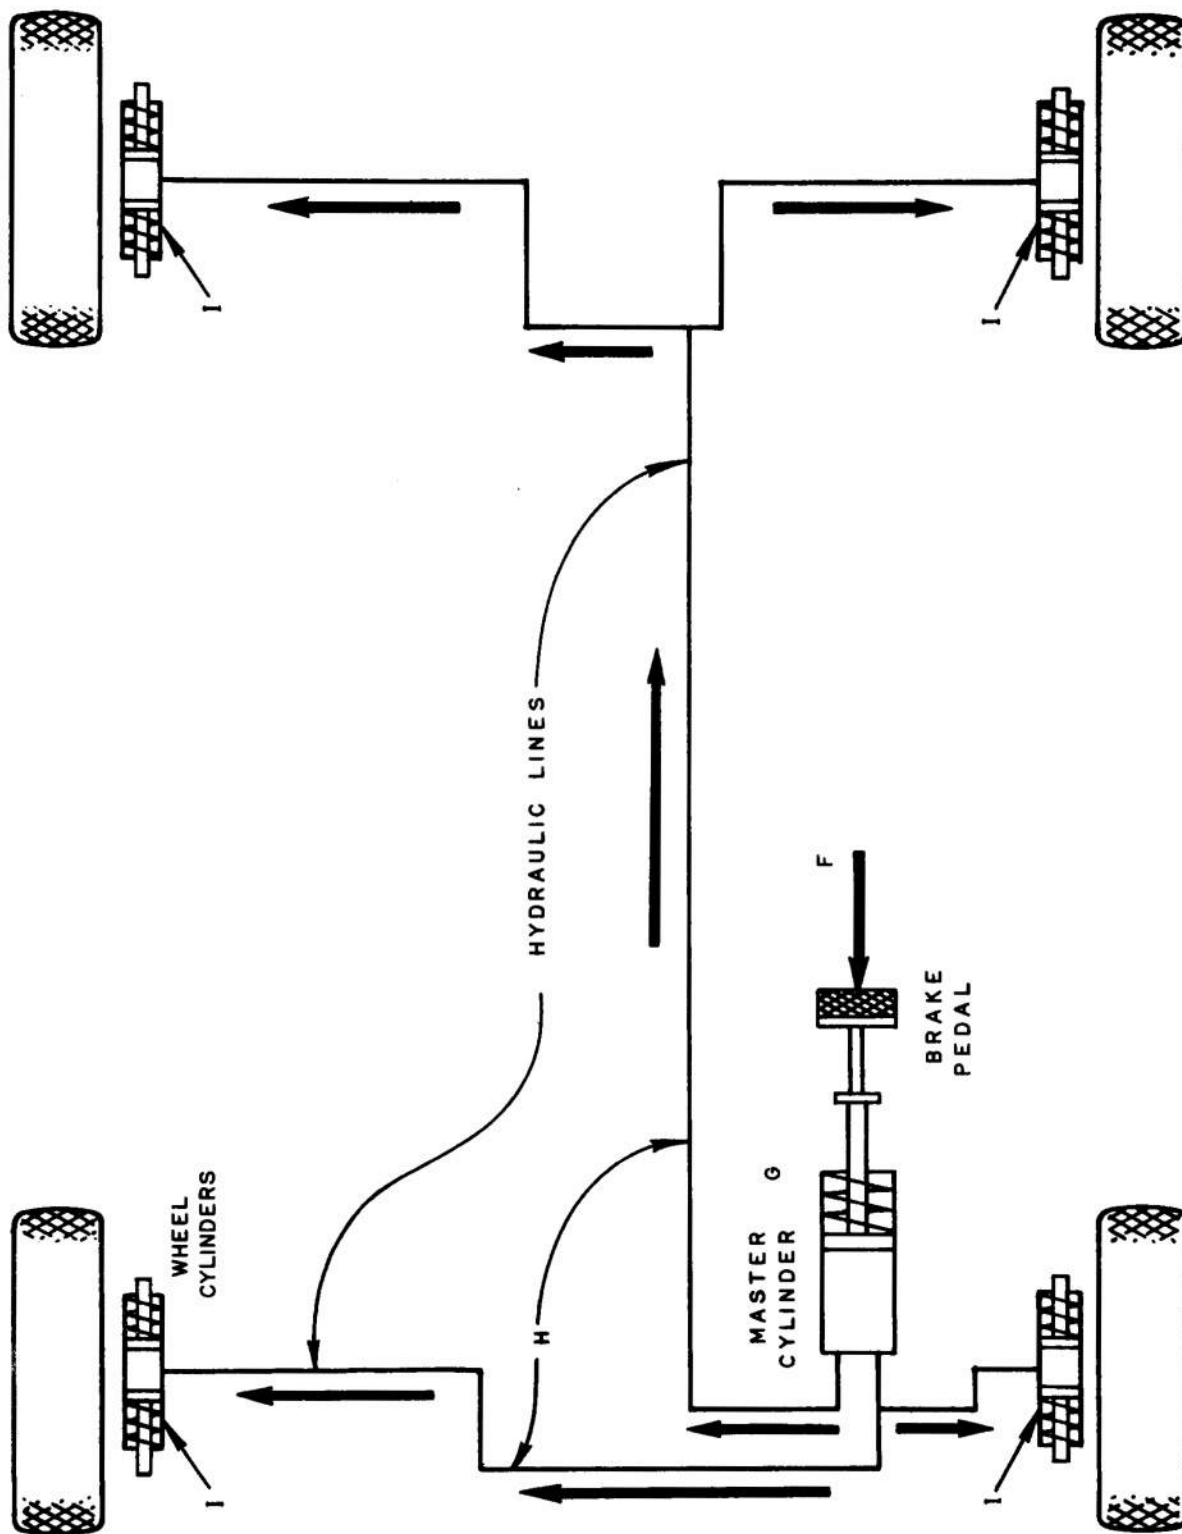 I
I
HYDRAULIC LINES
F
BRAKE
PEDAL
WHEEL
CYLINDERS
MASTER
CYLINDER G
H
I
I